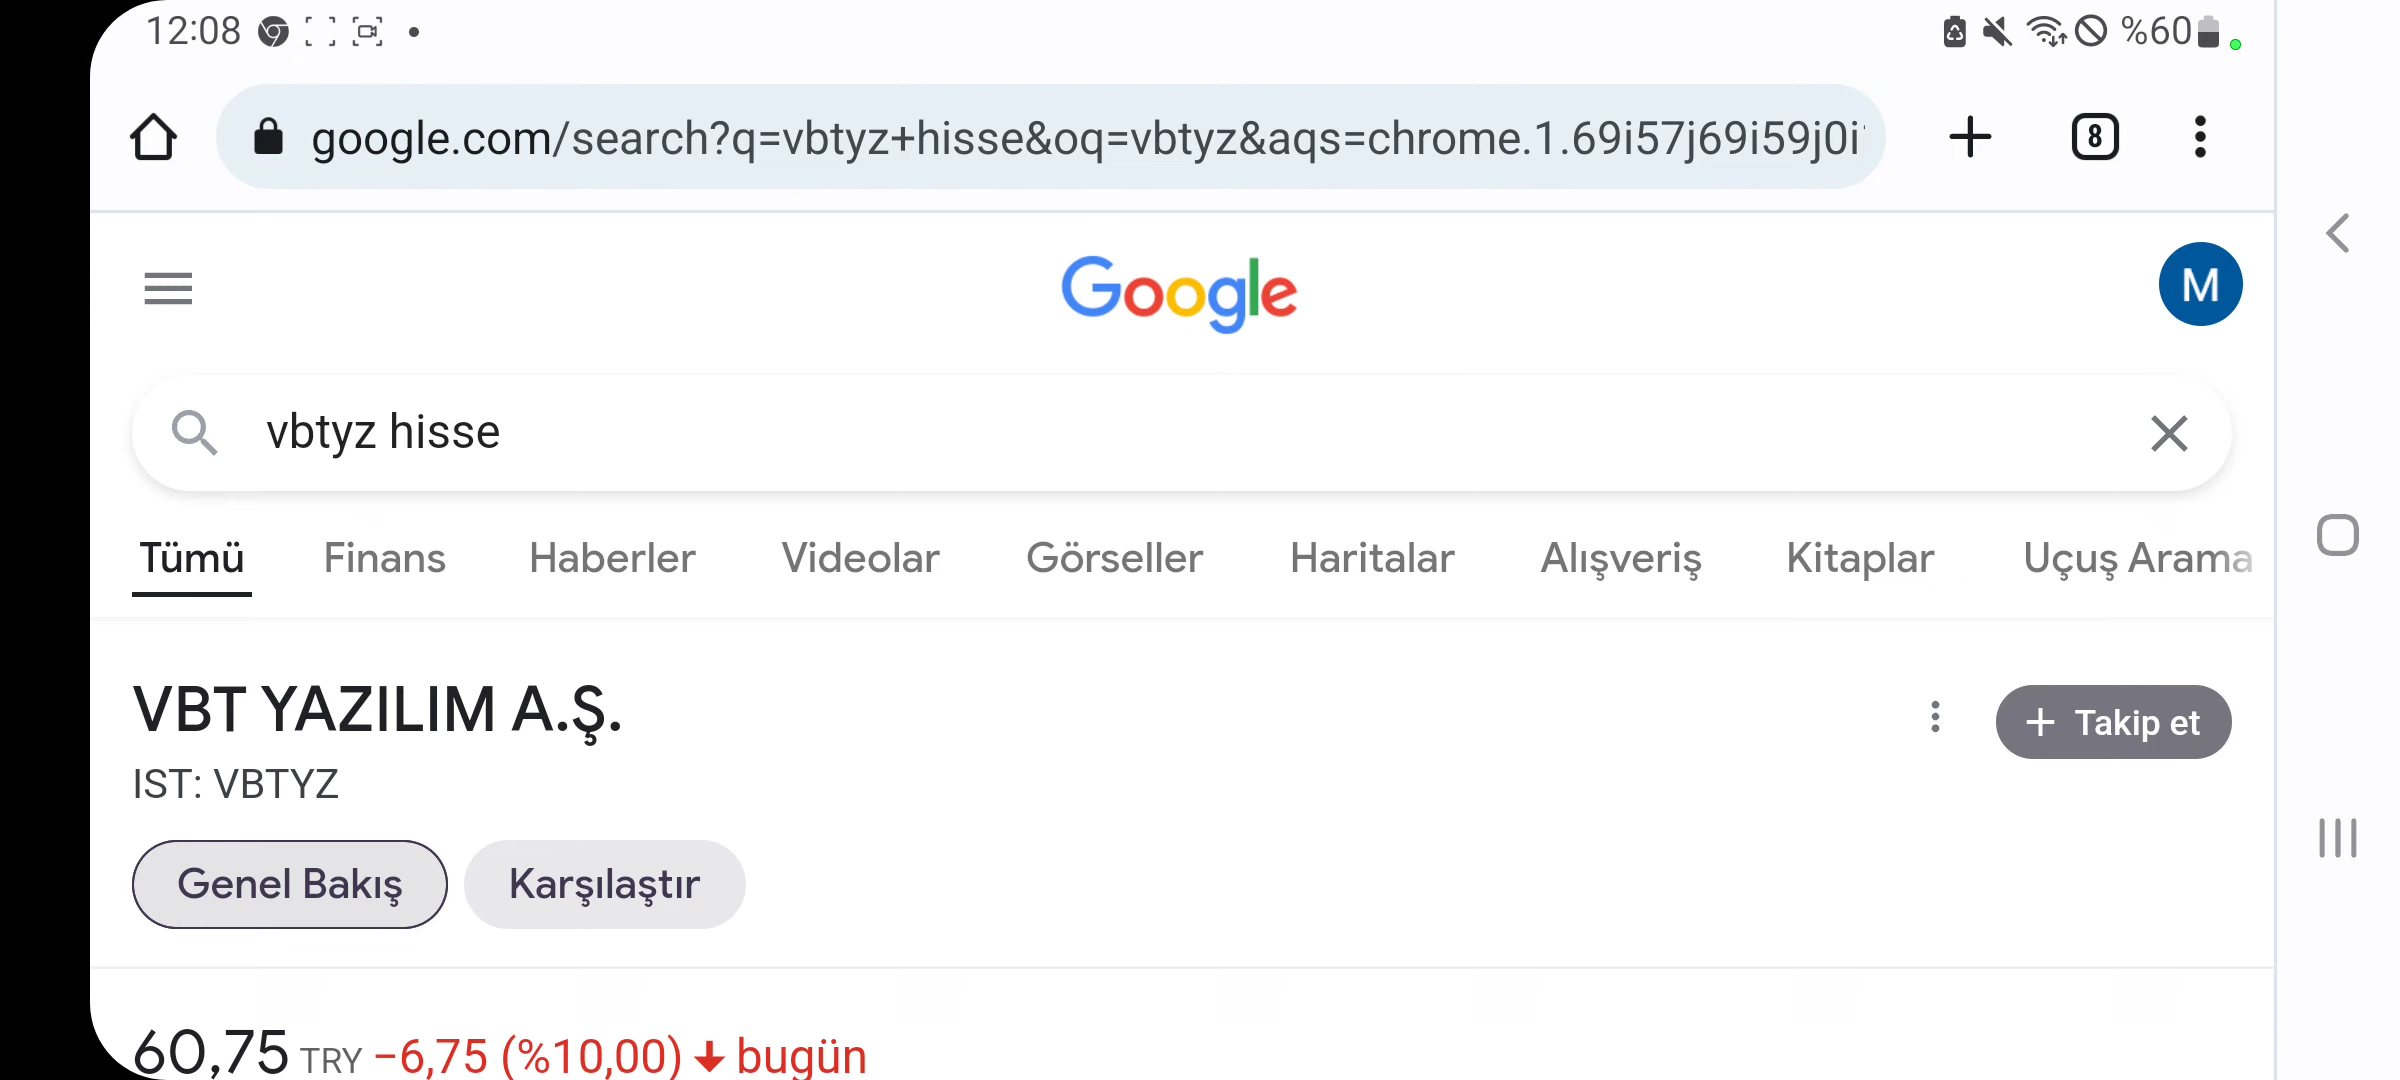 12:08
%60
google.com/search?q=vbtyz+hisse&oq=vbtyz&aqs=chrome.1.69i57j69i59j0i
8
Google
M
vbtyz hisse
Tümü Finans Haberler Videolar Görseller Haritalar Alışveriş Kitaplar Uçuş Arama
VBT YAZILIM A.Ş.
+ Takip et
IST: VBTYZ
Genel Bakış Karşılaştır
60,75 TRY −6,75 (%10,00) ↓ bugün